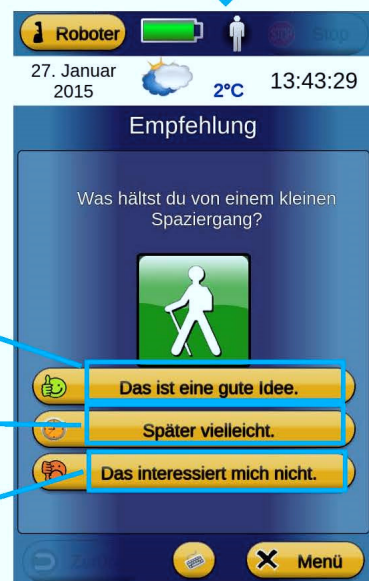 Roboter
Stop
27. Januar
2015
2°C
13:43:29
Empfehlung
Was hältst du von einem kleinen
Spaziergang?
Das ist eine gute Idee.
Später vielleicht.
Das interessiert mich nicht.
Zurück
Menü